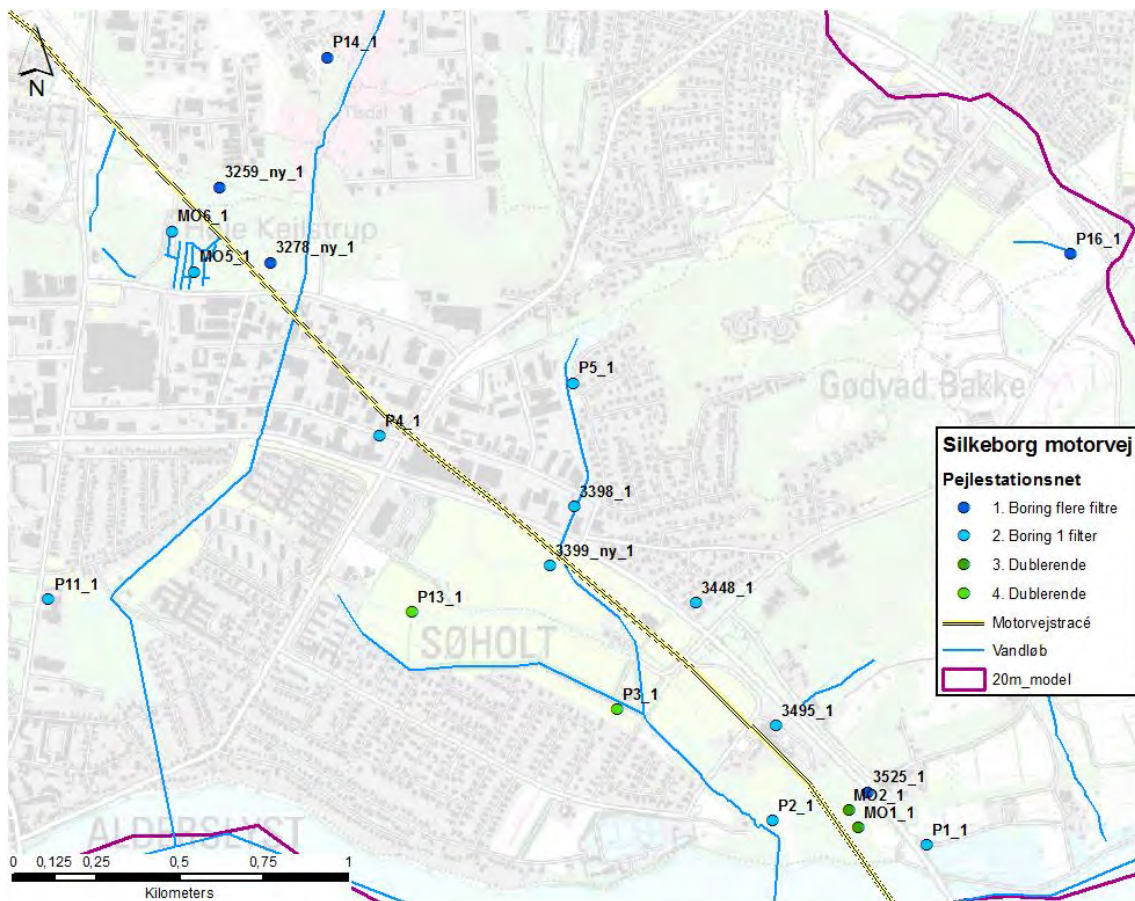 P14_1
N
Tisdal
3259_ny_1
MO6_1
3278_ny_1
MO5_1
P16_1
P5_1
Gødvad Bakke
P4_1
Silkeborg motorvej
Pejlestationsnet
1. Boring flere filtre
2. Boring 1 filter
3. Dublerende
4. Dublerende
Motorvejstracé
Vandløb
20m_model
3398_1
3399_ny_1
P11_1
P13_1
3448_1
SØHOLT
P3_1
3495_1
3525_1
MO2_1
MO1_1
P2_1
P1_1
0 0,125 0,25 0,5 0,75 1
Kilometers